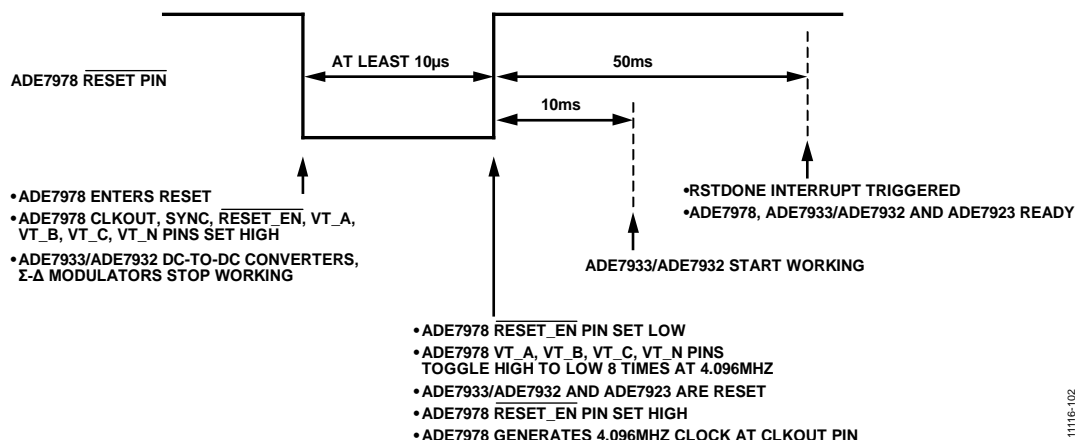 AT LEAST 10µs
50ms
ADE7978 RESET PIN
10ms
•ADE7978 ENTERS RESET
•ADE7978 CLKOUT, SYNC, RESET_EN, VT_A,
VT_B, VT_C, VT_N PINS SET HIGH
•ADE7933/ADE7932 DC-TO-DC CONVERTERS,
Σ-Δ MODULATORS STOP WORKING
•RSTDONE INTERRUPT TRIGGERED
•ADE7978, ADE7933/ADE7932 AND ADE7923 READY
ADE7933/ADE7932 START WORKING
•ADE7978 RESET_EN PIN SET LOW
•ADE7978 VT_A, VT_B, VT_C, VT_N PINS
TOGGLE HIGH TO LOW 8 TIMES AT 4.096MHZ
•ADE7933/ADE7932 AND ADE7923 ARE RESET
•ADE7978 RESET_EN PIN SET HIGH
•ADE7978 GENERATES 4.096MHZ CLOCK AT CLKOUT PIN
11116-102